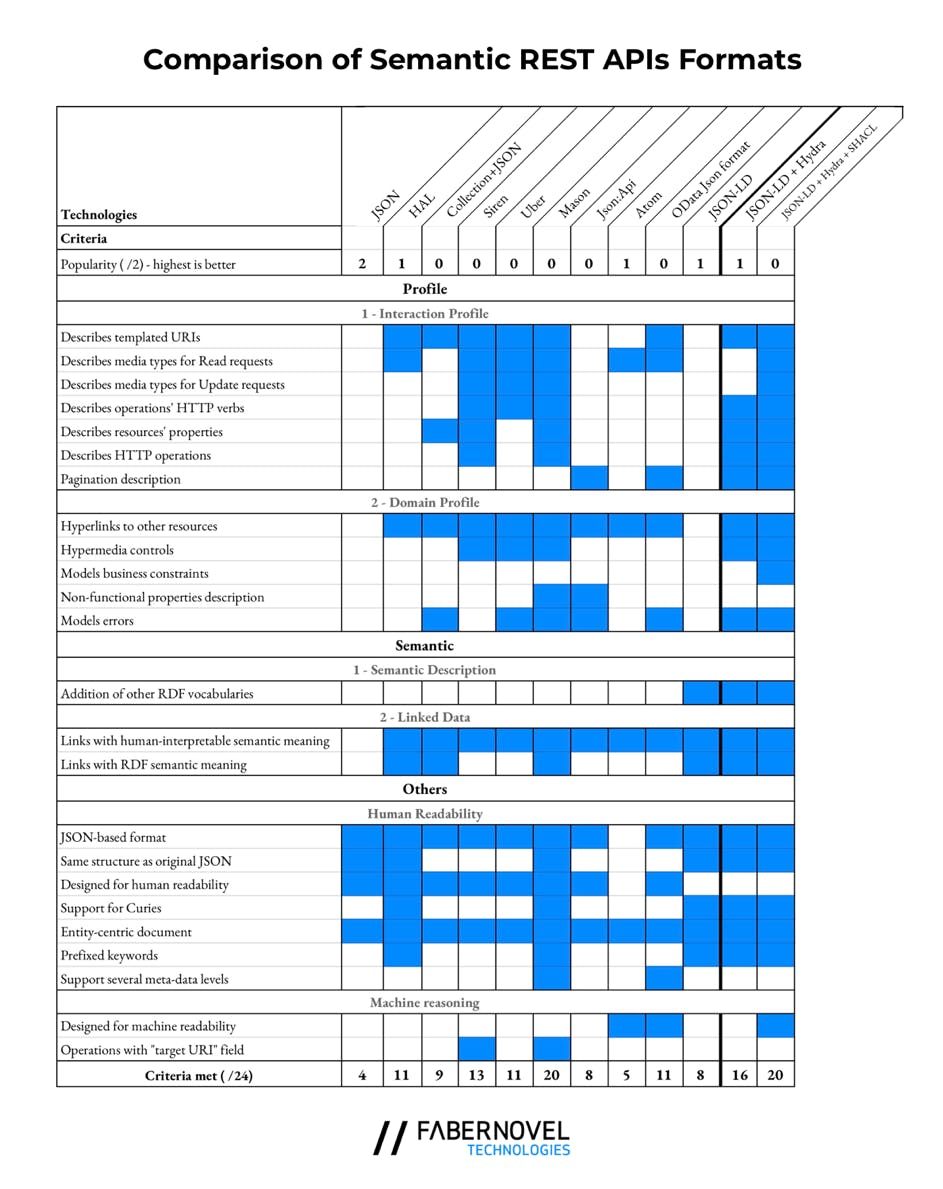 Comparison of Semantic REST APIs Formats
Technologies
JSON
HAL
Collection+JSON
Siren
Uber
Mason
Json:Api
Atom
OData Json format
JSON-LD
JSON-LD + Hydra
JSON-LD + Hydra + SHACL
Criteria
Popularity ( /2) - highest is better 2 1 0 0 0 0 0 1 0 1 1 0
Profile
1 - Interaction Profile
Describes templated URIs
Describes media types for Read requests
Describes media types for Update requests
Describes operations' HTTP verbs
Describes resources' properties
Describes HTTP operations
Pagination description
2 - Domain Profile
Hyperlinks to other resources
Hypermedia controls
Models business constraints
Non-functional properties description
Models errors
Semantic
1 - Semantic Description
Addition of other RDF vocabularies
2 - Linked Data
Links with human-interpretable semantic meaning
Links with RDF semantic meaning
Others
Human Readability
JSON-based format
Same structure as original JSON
Designed for human readability
Support for Curies
Entity-centric document
Prefixed keywords
Support several meta-data levels
Machine reasoning
Designed for machine readability
Operations with "target URI" field
Criteria met ( /24) 4 11 9 13 11 20 8 5 11 8 16 20
// FABERNOVEL
TECHNOLOGIES